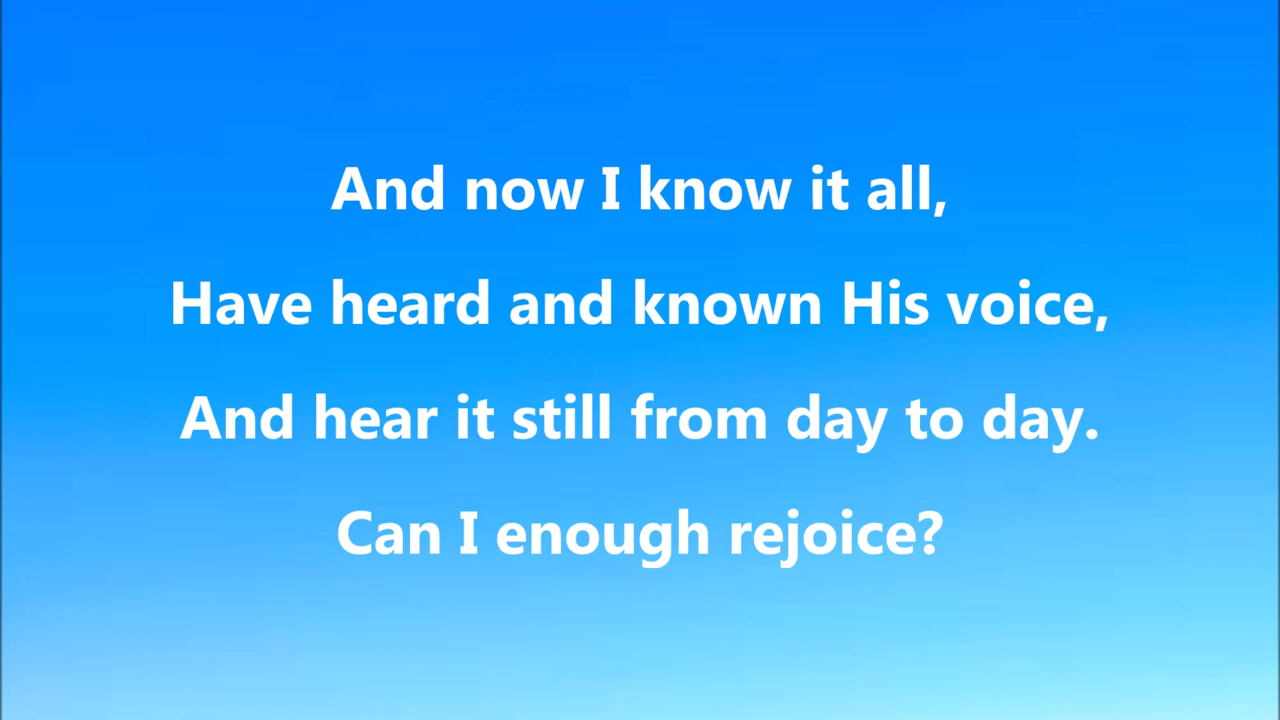 And now I know it all,
Have heard and known His voice,
And hear it still from day to day.
Can I enough rejoice?